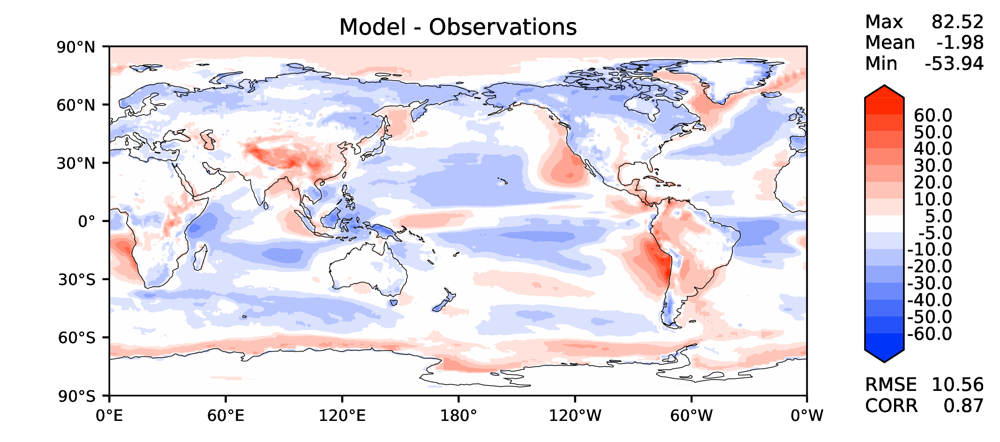 Model - Observations
Max 82.52
Mean -1.98
Min -53.94
90°N
60°N
30°N
0°
30°S
60°S
90°S
0°E 60°E 120°E 180° 120°W 60°W 0°W
60.0
50.0
40.0
30.0
20.0
10.0
5.0
-5.0
-10.0
-20.0
-30.0
-40.0
-50.0
-60.0
RMSE 10.56
CORR 0.87